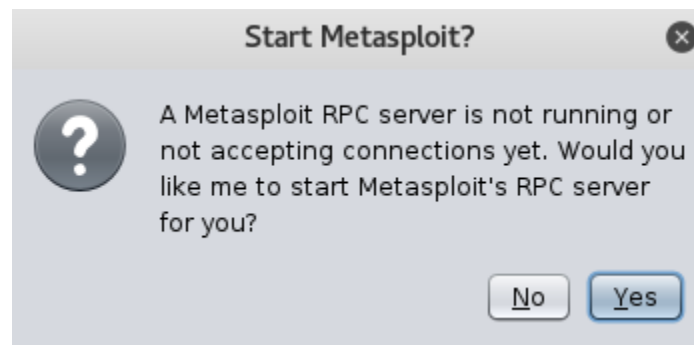 Start Metasploit?
A Metasploit RPC server is not running or
not accepting connections yet. Would you
like me to start Metasploit's RPC server
for you?
No
Yes